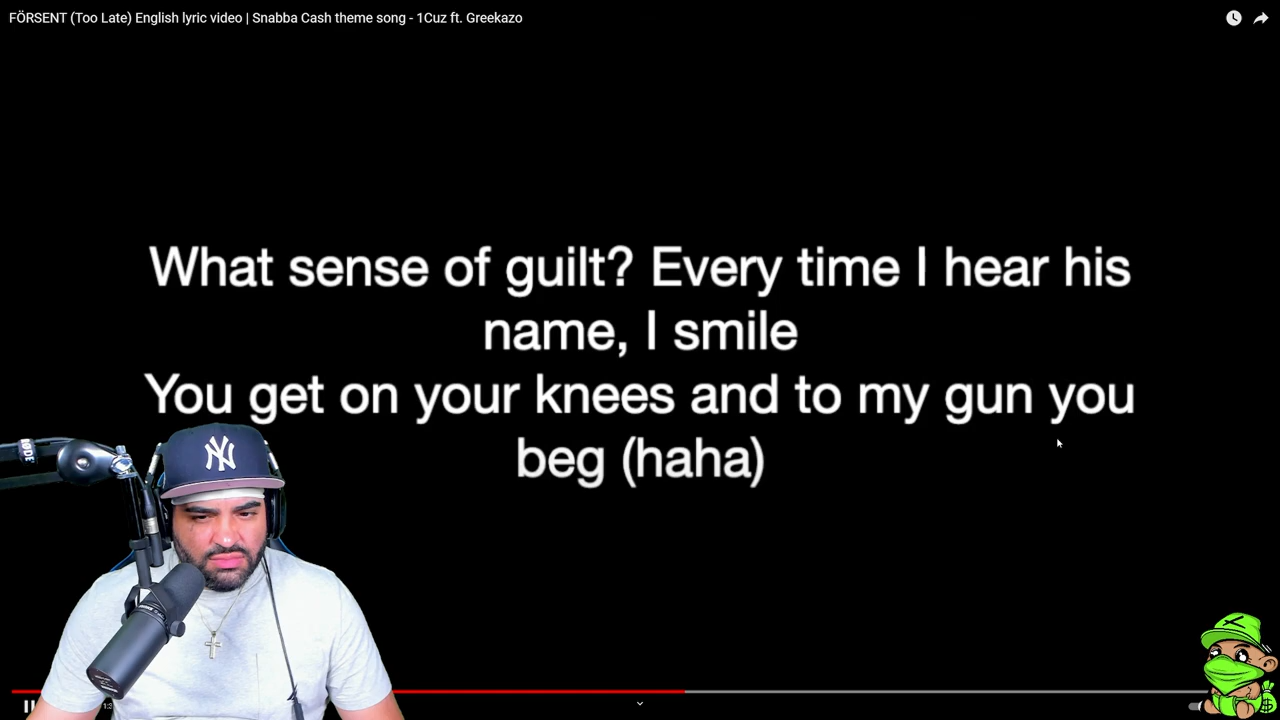 FÖRSENT (Too Late) English lyric video | Snabba Cash theme song - 1Cuz ft. Greekazo
What sense of guilt? Every time I hear his
name, I smile
You get on your knees and to my gun you
beg (haha)
NY